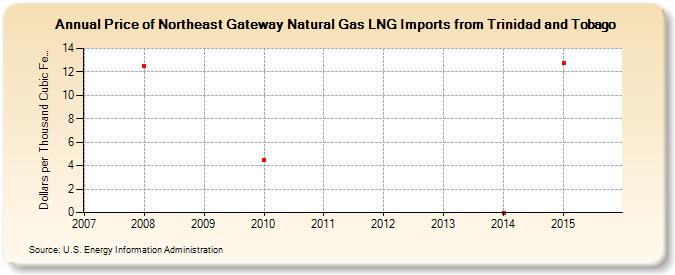 Annual Price of Northeast Gateway Natural Gas LNG Imports from Trinidad and Tobago
Dollars per Thousand Cubic Fe...
14
12
10
8
6
4
2
0
2007 2008 2009 2010 2011 2012 2013 2014 2015
Source: U.S. Energy Information Administration